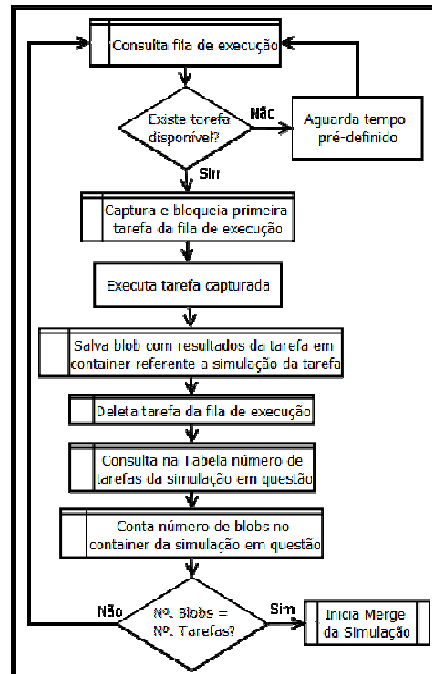 Consulta fila de execução
Existe tarefa
disponível?
Não
Aguarda tempo
pré-definido
Sim
Captura e bloqueia primeira
tarefa da fila de execução
Executa tarefa capturada
Salva blob com resultados da tarefa em
container referente a simulação da tarefa
Deleta tarefa da fila de execução
Consulta na Tabela número de
tarefas da simulação em questão
Conta número de blobs no
container da simulação em questão
Não
Nº. Blobs =
Nº. Tarefas?
Sim
Inicia Merge
da Simulação